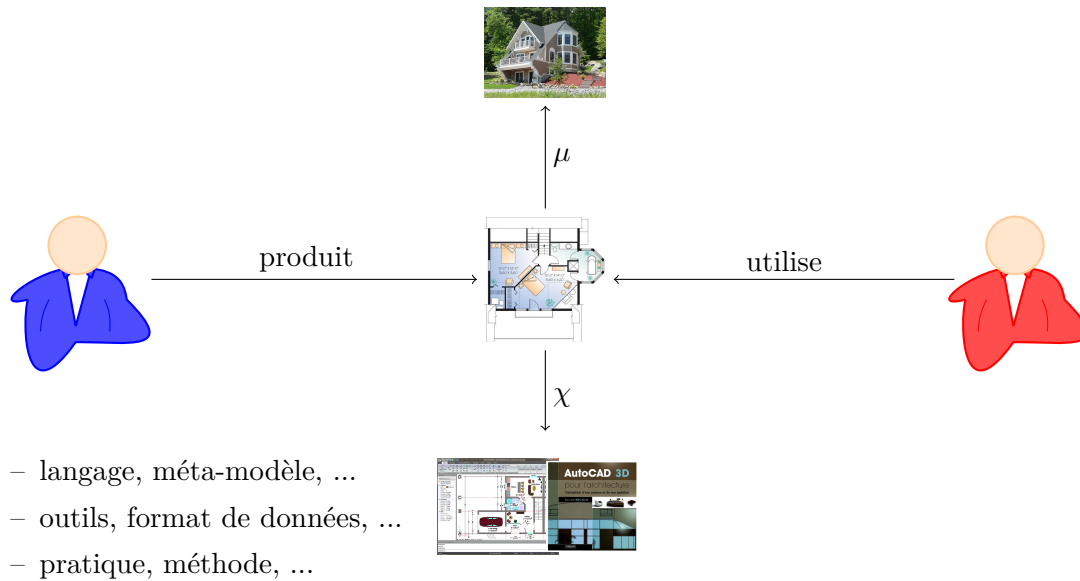 μ
produit
utilise
χ
– langage, méta-modèle, ...
– outils, format de données, ...
– pratique, méthode, ...
AutoCAD 3D
pour l'architecture